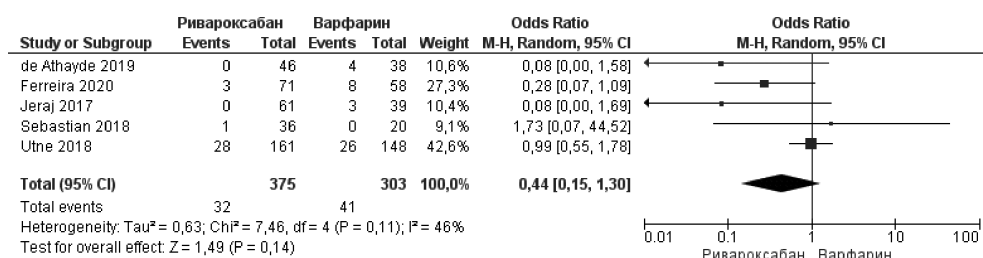 Ривароксабан Варфарин Odds Ratio Odds Ratio
Study or Subgroup Events Total Events Total Weight M-H, Random, 95% CI M-H, Random, 95% CI
de Athayde 2019 0 46 4 38 10,6% 0,08 [0,00, 1,58]
Ferreira 2020 3 71 8 58 27,3% 0,28 [0,07, 1,09]
Jeraj 2017 0 61 3 39 10,4% 0,08 [0,00, 1,69]
Sebastian 2018 1 36 0 20 9,1% 1,73 [0,07, 44,52]
Utne 2018 28 161 26 148 42,6% 0,99 [0,55, 1,78]
Total (95% CI) 375 303 100,0% 0,44 [0,15, 1,30]
Total events 32 41
Heterogeneity: Tau² = 0,63; Chi² = 7,46, df = 4 (P = 0,11); I² = 46%
Test for overall effect: Z = 1,49 (P = 0,14)
0.01 0.1 1 10 100
Ривароксабан Варфарин